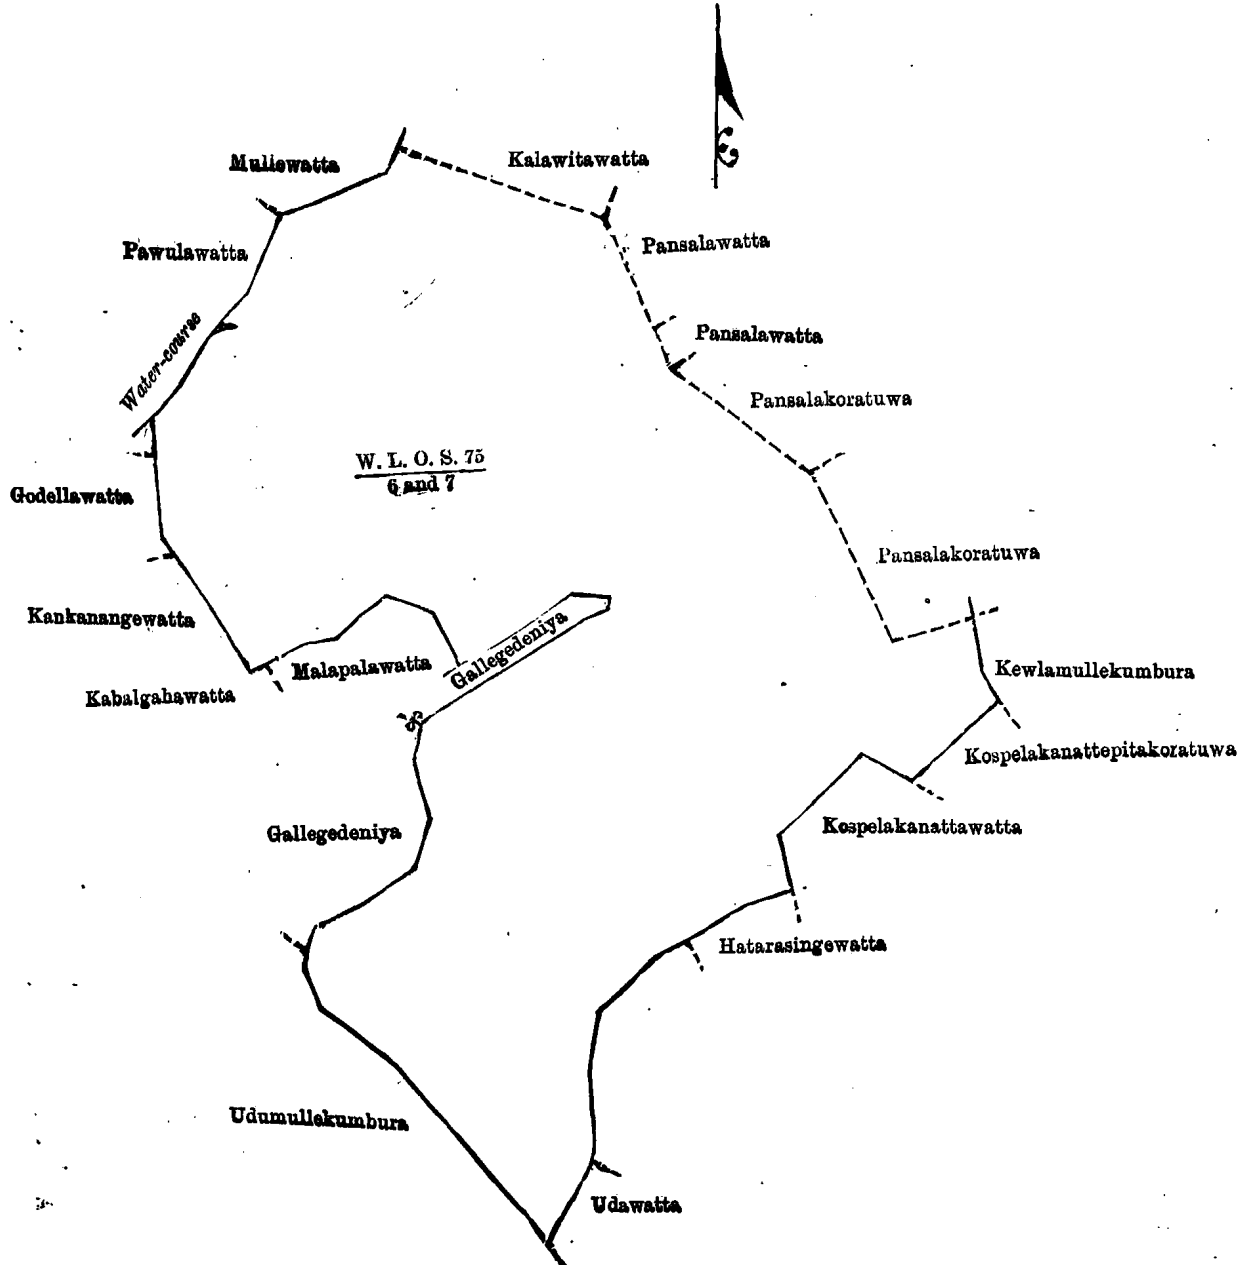 Mullewatta
Kalawitawatta
Pansalawatta
Pawulawatta
Water-course
Pansalawatta
Pansalakoratuwa
W. L. O. S. 75
6 and 7
Godellawatta
Pansalakoratuwa
Kankanangewatta
Malapalawatta
Gallegedeniya
Kabalgahawatta
Kewlamullekumbura
Kospelakanattepitakoratuwa
Gallegedeniya
Kospelakanattawatta
Hatarasingewatta
Udumullekumbura
Udawatta